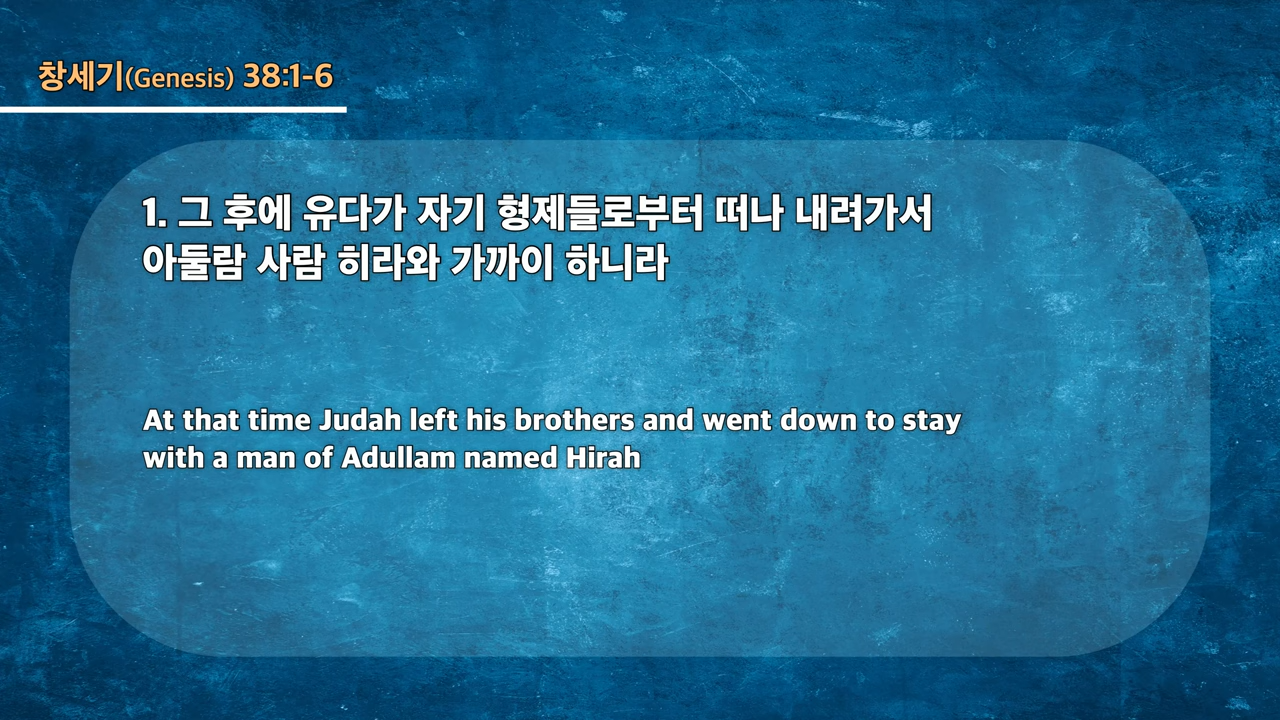 창세기(Genesis) 38:1-6
1. 그 후에 유다가 자기 형제들로부터 떠나 내려가서
아둘람 사람 히라와 가까이 하니라
At that time Judah left his brothers and went down to stay
with a man of Adullam named Hirah